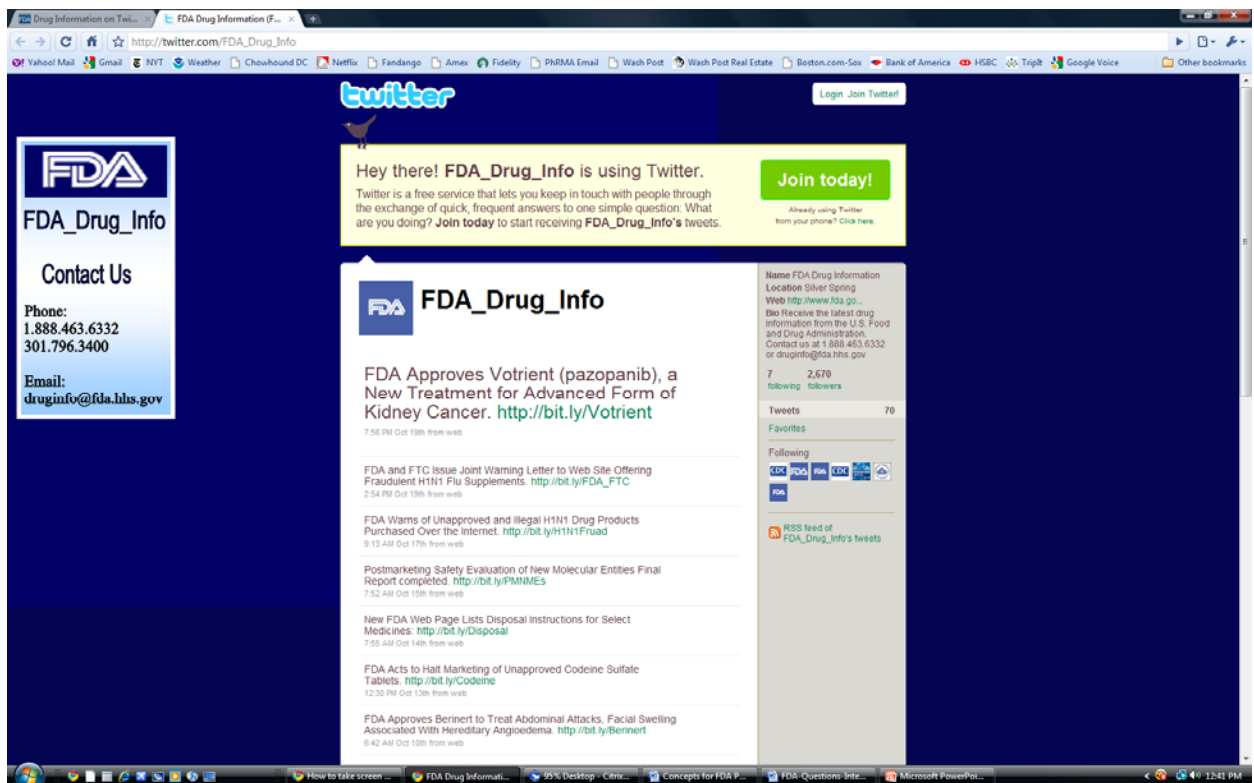 Drug Information on Twi...
FDA Drug Information (F...
http://twitter.com/FDA_Drug_Info
Yahoo! Mail Gmail NYT Weather Chowhound DC Netflix Fandango Amex Fidelity PhRMA Email Wash Post Wash Post Real Estate Boston.com-Sox Bank of America HSBC TripIt Google Voice Other bookmarks
twitter
Login Join Twitter!
FDA
FDA_Drug_Info
Contact Us
Phone:
1.888.463.6332
301.796.3400
Email:
druginfo@fda.hhs.gov
Hey there! FDA_Drug_Info is using Twitter.
Twitter is a free service that lets you keep in touch with people through
the exchange of quick, frequent answers to one simple question: What
are you doing? Join today to start receiving FDA_Drug_Info's tweets.
Join today!
Already using Twitter
from your phone? Click here.
FDA
FDA_Drug_Info
FDA Approves Votrient (pazopanib), a
New Treatment for Advanced Form of
Kidney Cancer. http://bit.ly/Votrient
7:56 PM Oct 19th from web
FDA and FTC Issue Joint Warning Letter to Web Site Offering
Fraudulent H1N1 Flu Supplements. http://bit.ly/FDA_FTC
2:54 PM Oct 19th from web
FDA Warns of Unapproved and Illegal H1N1 Drug Products
Purchased Over the Internet. http://bit.ly/H1N1Fruad
9:13 AM Oct 17th from web
Postmarketing Safety Evaluation of New Molecular Entities Final
Report completed. http://bit.ly/PMNMEs
7:52 AM Oct 15th from web
New FDA Web Page Lists Disposal Instructions for Select
Medicines: http://bit.ly/Disposal
7:55 AM Oct 14th from web
FDA Acts to Halt Marketing of Unapproved Codeine Sulfate
Tablets. http://bit.ly/Codeine
12:30 PM Oct 13th from web
FDA Approves Berinert to Treat Abdominal Attacks, Facial Swelling
Associated With Hereditary Angioedema. http://bit.ly/Berinert
6:42 AM Oct 10th from web
Name FDA Drug Information
Location Silver Spring
Web http://www.fda.go...
Bio Receive the latest drug
information from the U.S. Food
and Drug Administration.
Contact us at 1.888.463.6332
or druginfo@fda.hhs.gov
7 2,670
following followers
Tweets 70
Favorites
Following
CDC FDA FDA CDC
FDA
RSS feed of
FDA_Drug_Info's tweets
How to take screen ...
FDA Drug Informati...
95% Desktop - Citrix...
Concepts for FDA P...
FDA-Questions-Inte...
Microsoft PowerPoi...
12:41 PM